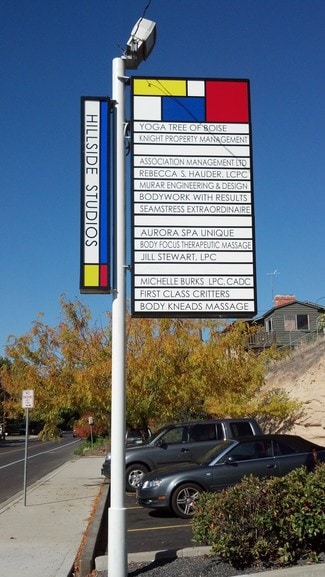 HILLSIDE STUDIOS
YOGA TREE OF BOISE
KNIGHT PROPERTY MANAGEMENT
ASSOCIATION MANAGEMENT LTD
REBECCA S. HAUDER, LCPC
MURAR ENGINEERING & DESIGN
BODYWORK WITH RESULTS
SEAMSTRESS EXTRAORDINAIRE
AURORA SPA UNIQUE
BODY FOCUS THERAPEUTIC MASSAGE
JILL STEWART, LPC
MICHELLE BURKS LPC, CADC
FIRST CLASS CRITTERS
BODY KNEADS MASSAGE